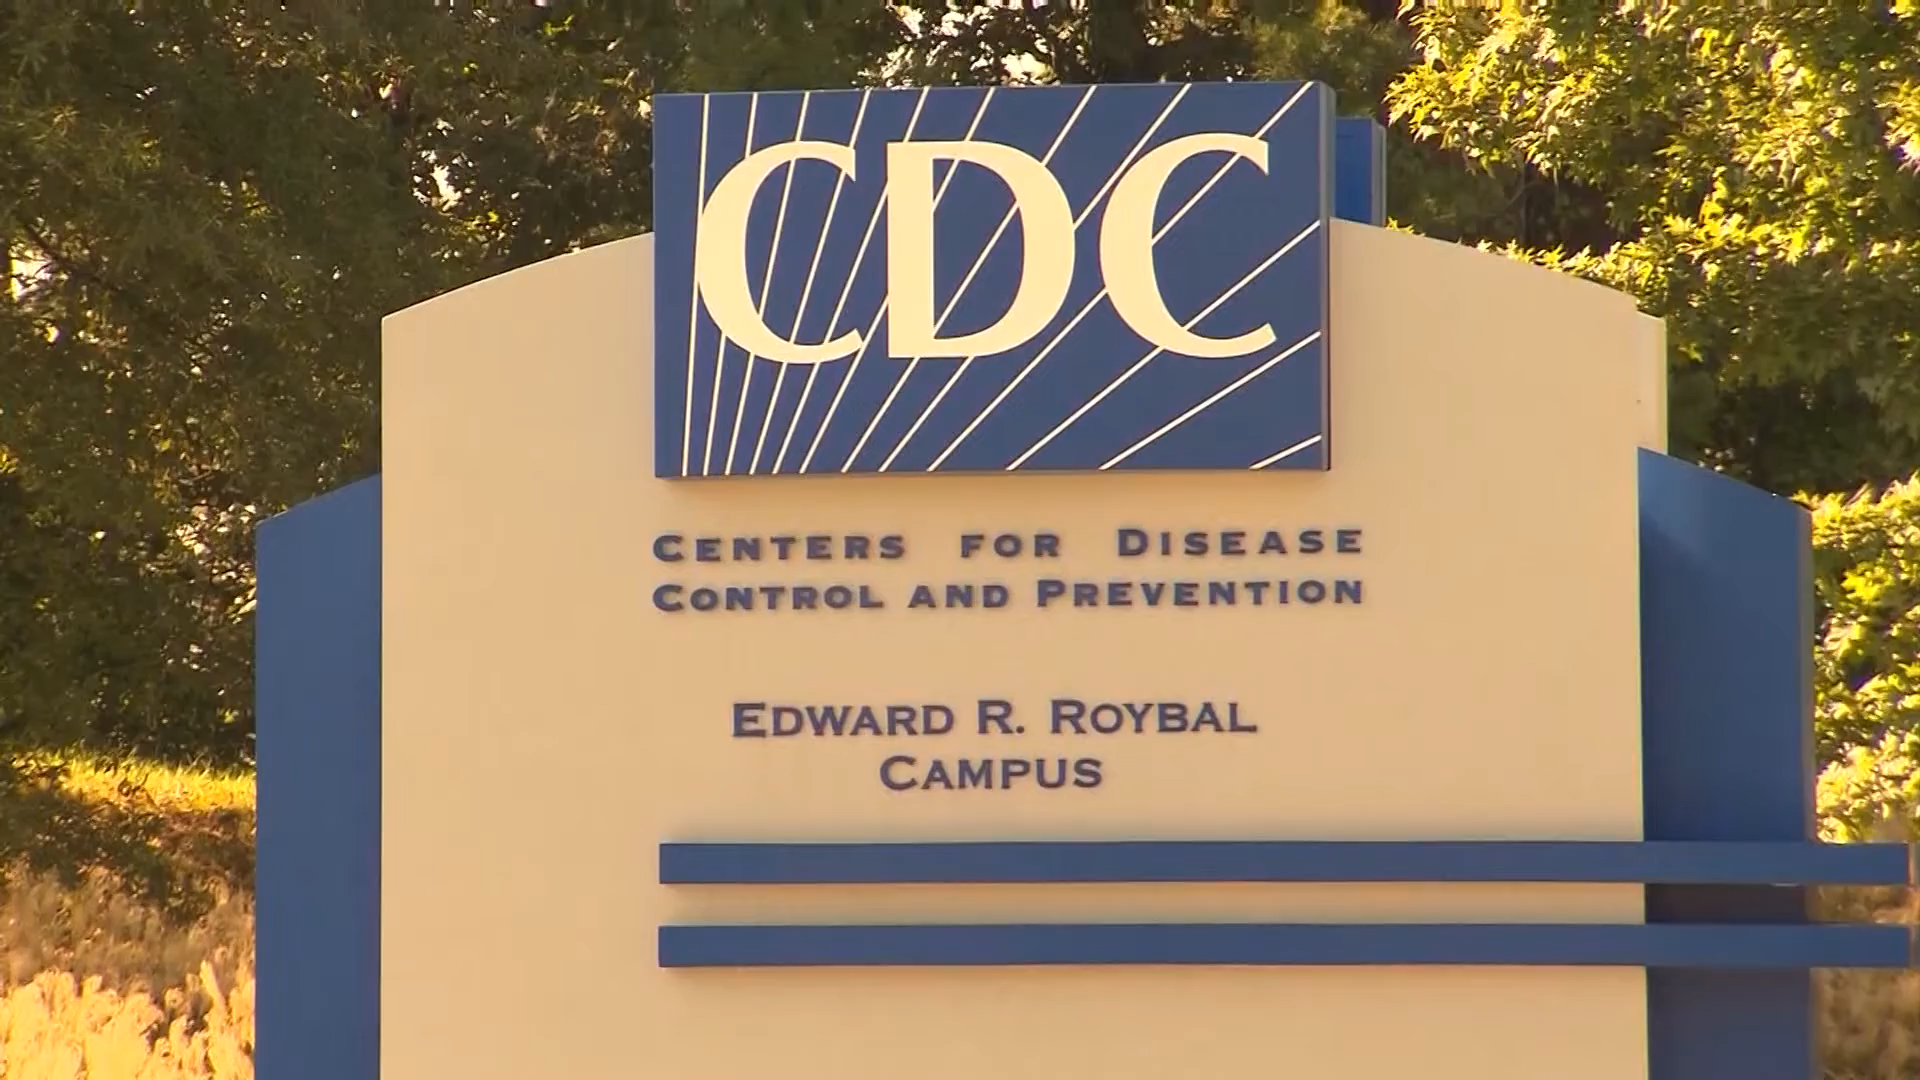 CDC
CENTERS FOR DISEASE
CONTROL AND PREVENTION
EDWARD R. ROYBAL
CAMPUS